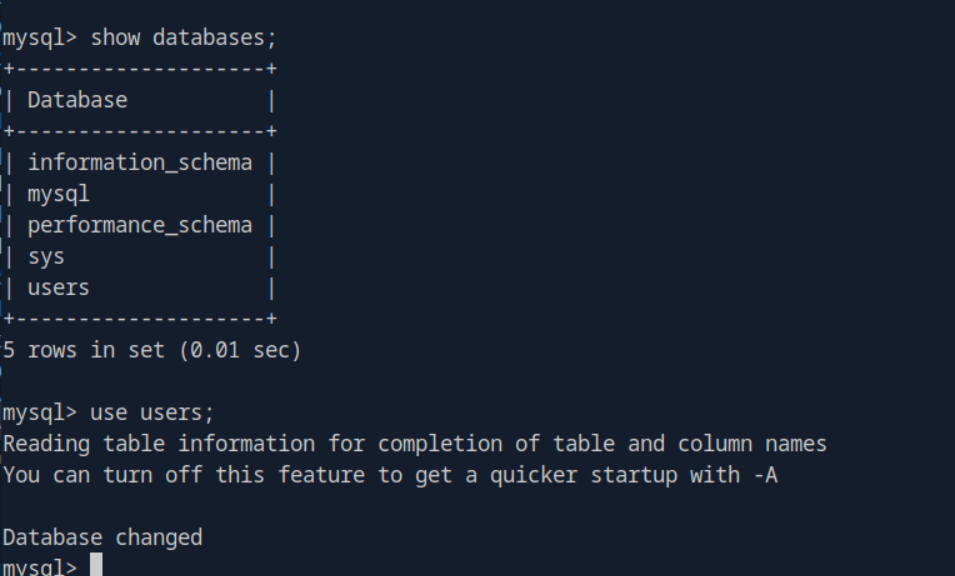 mysql> show databases;
+--------------------+
| Database           |
+--------------------+
| information_schema |
| mysql              |
| performance_schema |
| sys                |
| users              |
+--------------------+
5 rows in set (0.01 sec)
mysql> use users;
Reading table information for completion of table and column names
You can turn off this feature to get a quicker startup with -A
Database changed
mysql>